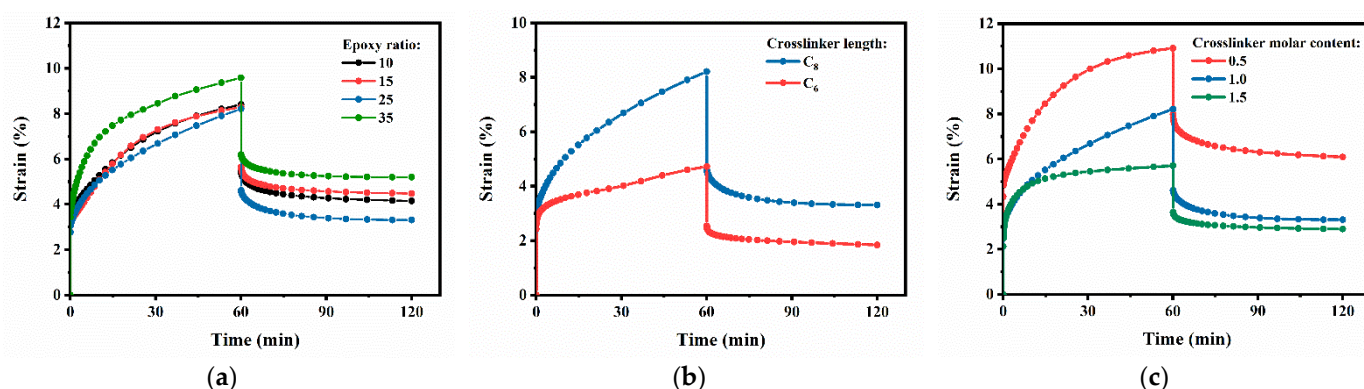 12
10
8
6
4
2
0
Strain (%)
Epoxy ratio:
10
15
25
35
0 30 60 90 120
Time (min)
(a)
10
8
6
4
2
0
Strain (%)
Crosslinker length:
C₈
C₆
0 30 60 90 120
Time (min)
(b)
12
10
8
6
4
2
0
Strain (%)
Crosslinker molar content:
0.5
1.0
1.5
0 30 60 90 120
Time (min)
(c)